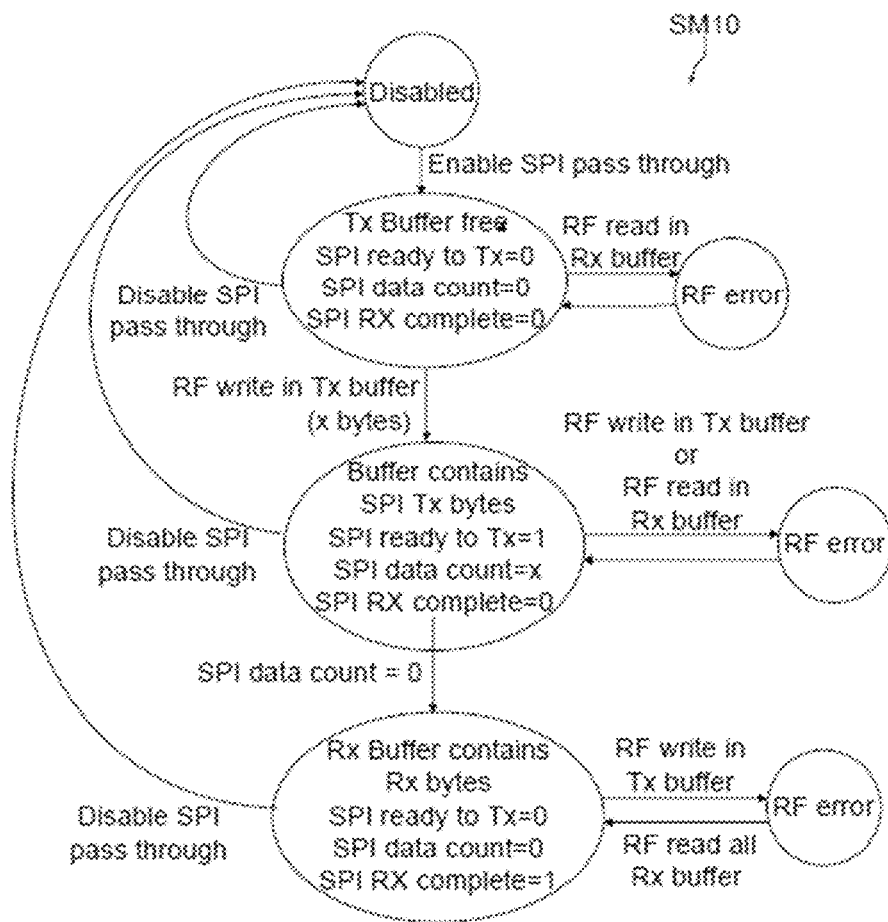 SM10
Disabled
Enable SPI pass through
Tx Buffer free
SPI ready to Tx=0
SPI data count=0
SPI RX complete=0
RF read in
Rx buffer
RF error
Disable SPI
pass through
RF write in Tx buffer
(x bytes)
Buffer contains
SPI Tx bytes
SPI ready to Tx=1
SPI data count=x
SPI RX complete=0
RF write in Tx buffer
or
RF read in
Rx buffer
RF error
Disable SPI
pass through
SPI data count = 0
Rx Buffer contains
Rx bytes
SPI ready to Tx=0
SPI data count=0
SPI RX complete=1
RF write in
Tx buffer
RF error
RF read all
Rx buffer
Disable SPI
pass through